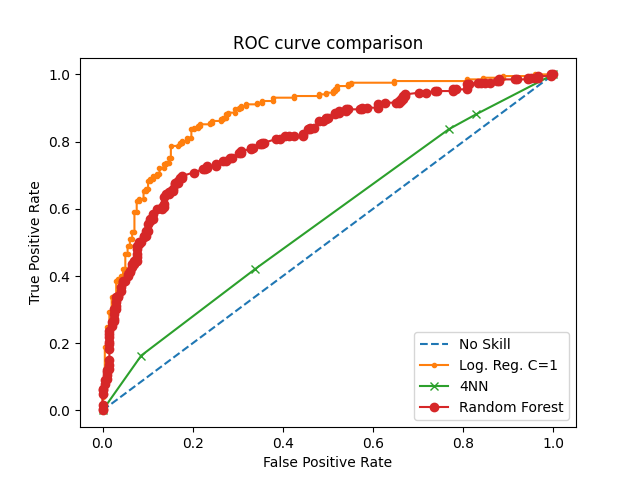 ROC curve comparison
True Positive Rate
1.0
0.8
0.6
0.4
0.2
0.0
0.0 0.2 0.4 0.6 0.8 1.0
False Positive Rate
No Skill
Log. Reg. C=1
4NN
Random Forest